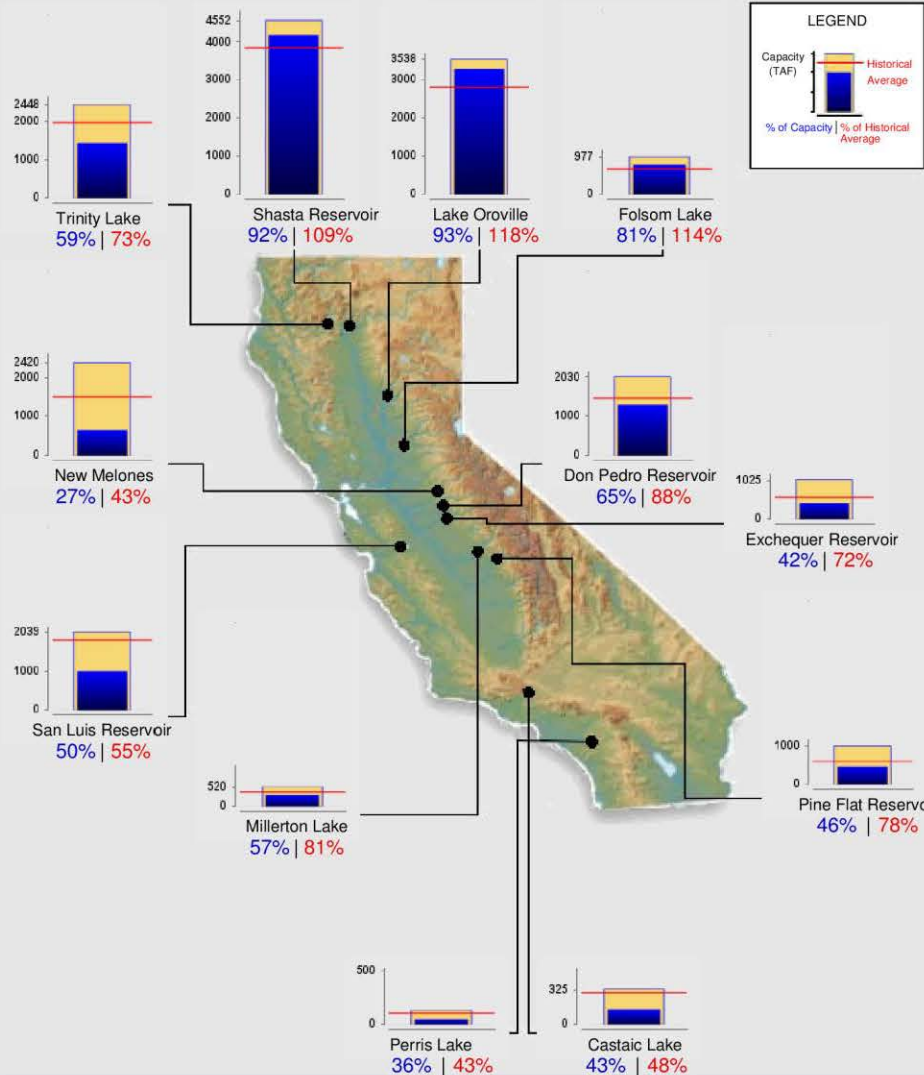 4552
4000
3000
2000
1000
0
Shasta Reservoir
92% | 109%
3538
3000
2000
1000
0
Lake Oroville
93% | 118%
LEGEND
Capacity
(TAF)
Historical
Average
% of Capacity | % of Historical
Average
2448
2000
1000
0
Trinity Lake
59% | 73%
977
0
Folsom Lake
81% | 114%
2420
2000
1000
0
New Melones
27% | 43%
2030
1000
0
Don Pedro Reservoir
65% | 88%
1025
0
Exchequer Reservoir
42% | 72%
2039
1000
0
San Luis Reservoir
50% | 55%
520
0
Millerton Lake
57% | 81%
1000
0
Pine Flat Reservo
46% | 78%
500
0
Perris Lake
36% | 43%
325
0
Castaic Lake
43% | 48%